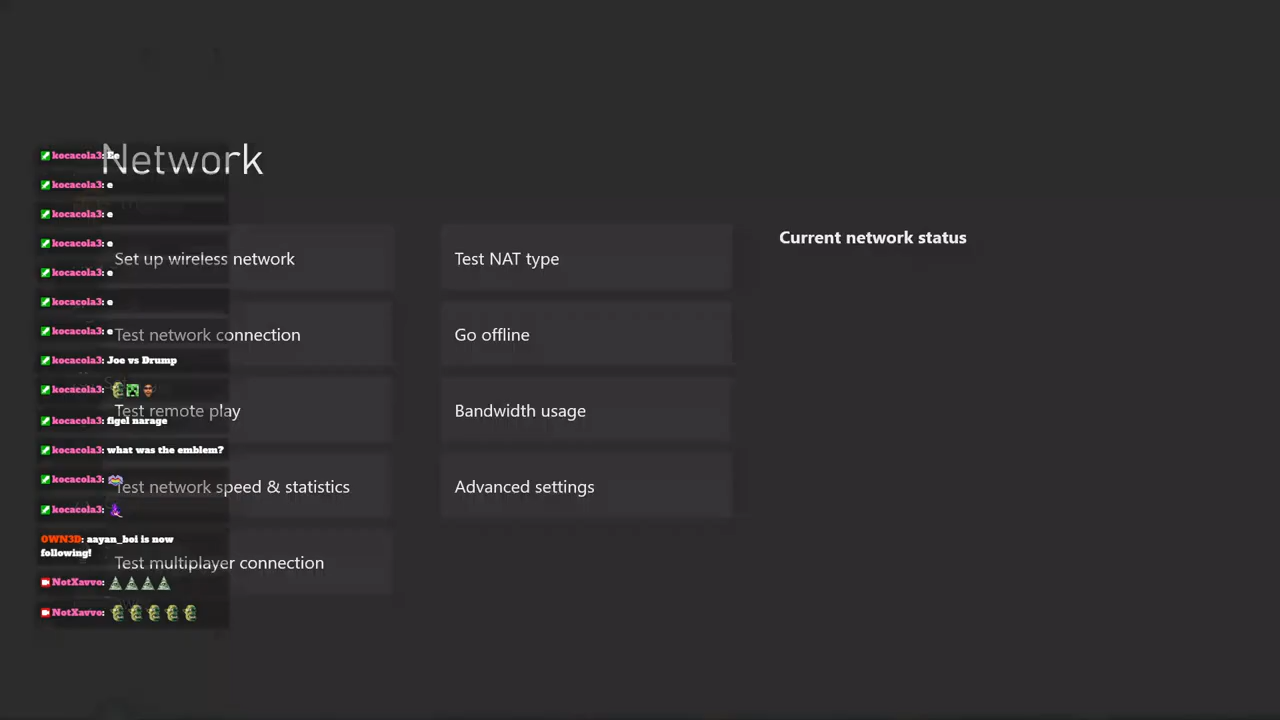 Network
Set up wireless network
Test network connection
Test remote play
Test network speed & statistics
Test multiplayer connection
Test NAT type
Go offline
Bandwidth usage
Advanced settings
Current network status
kocacola3: Ee
kocacola3: e
kocacola3: e
kocacola3: e
kocacola3: e
kocacola3: e
kocacola3: e
kocacola3: Joe vs Drump
kocacola3:
kocacola3: figel narage
kocacola3: what was the emblem?
kocacola3:
kocacola3:
OWN3D: aayan_boi is now
following!
NotXavvo:
NotXavvo: